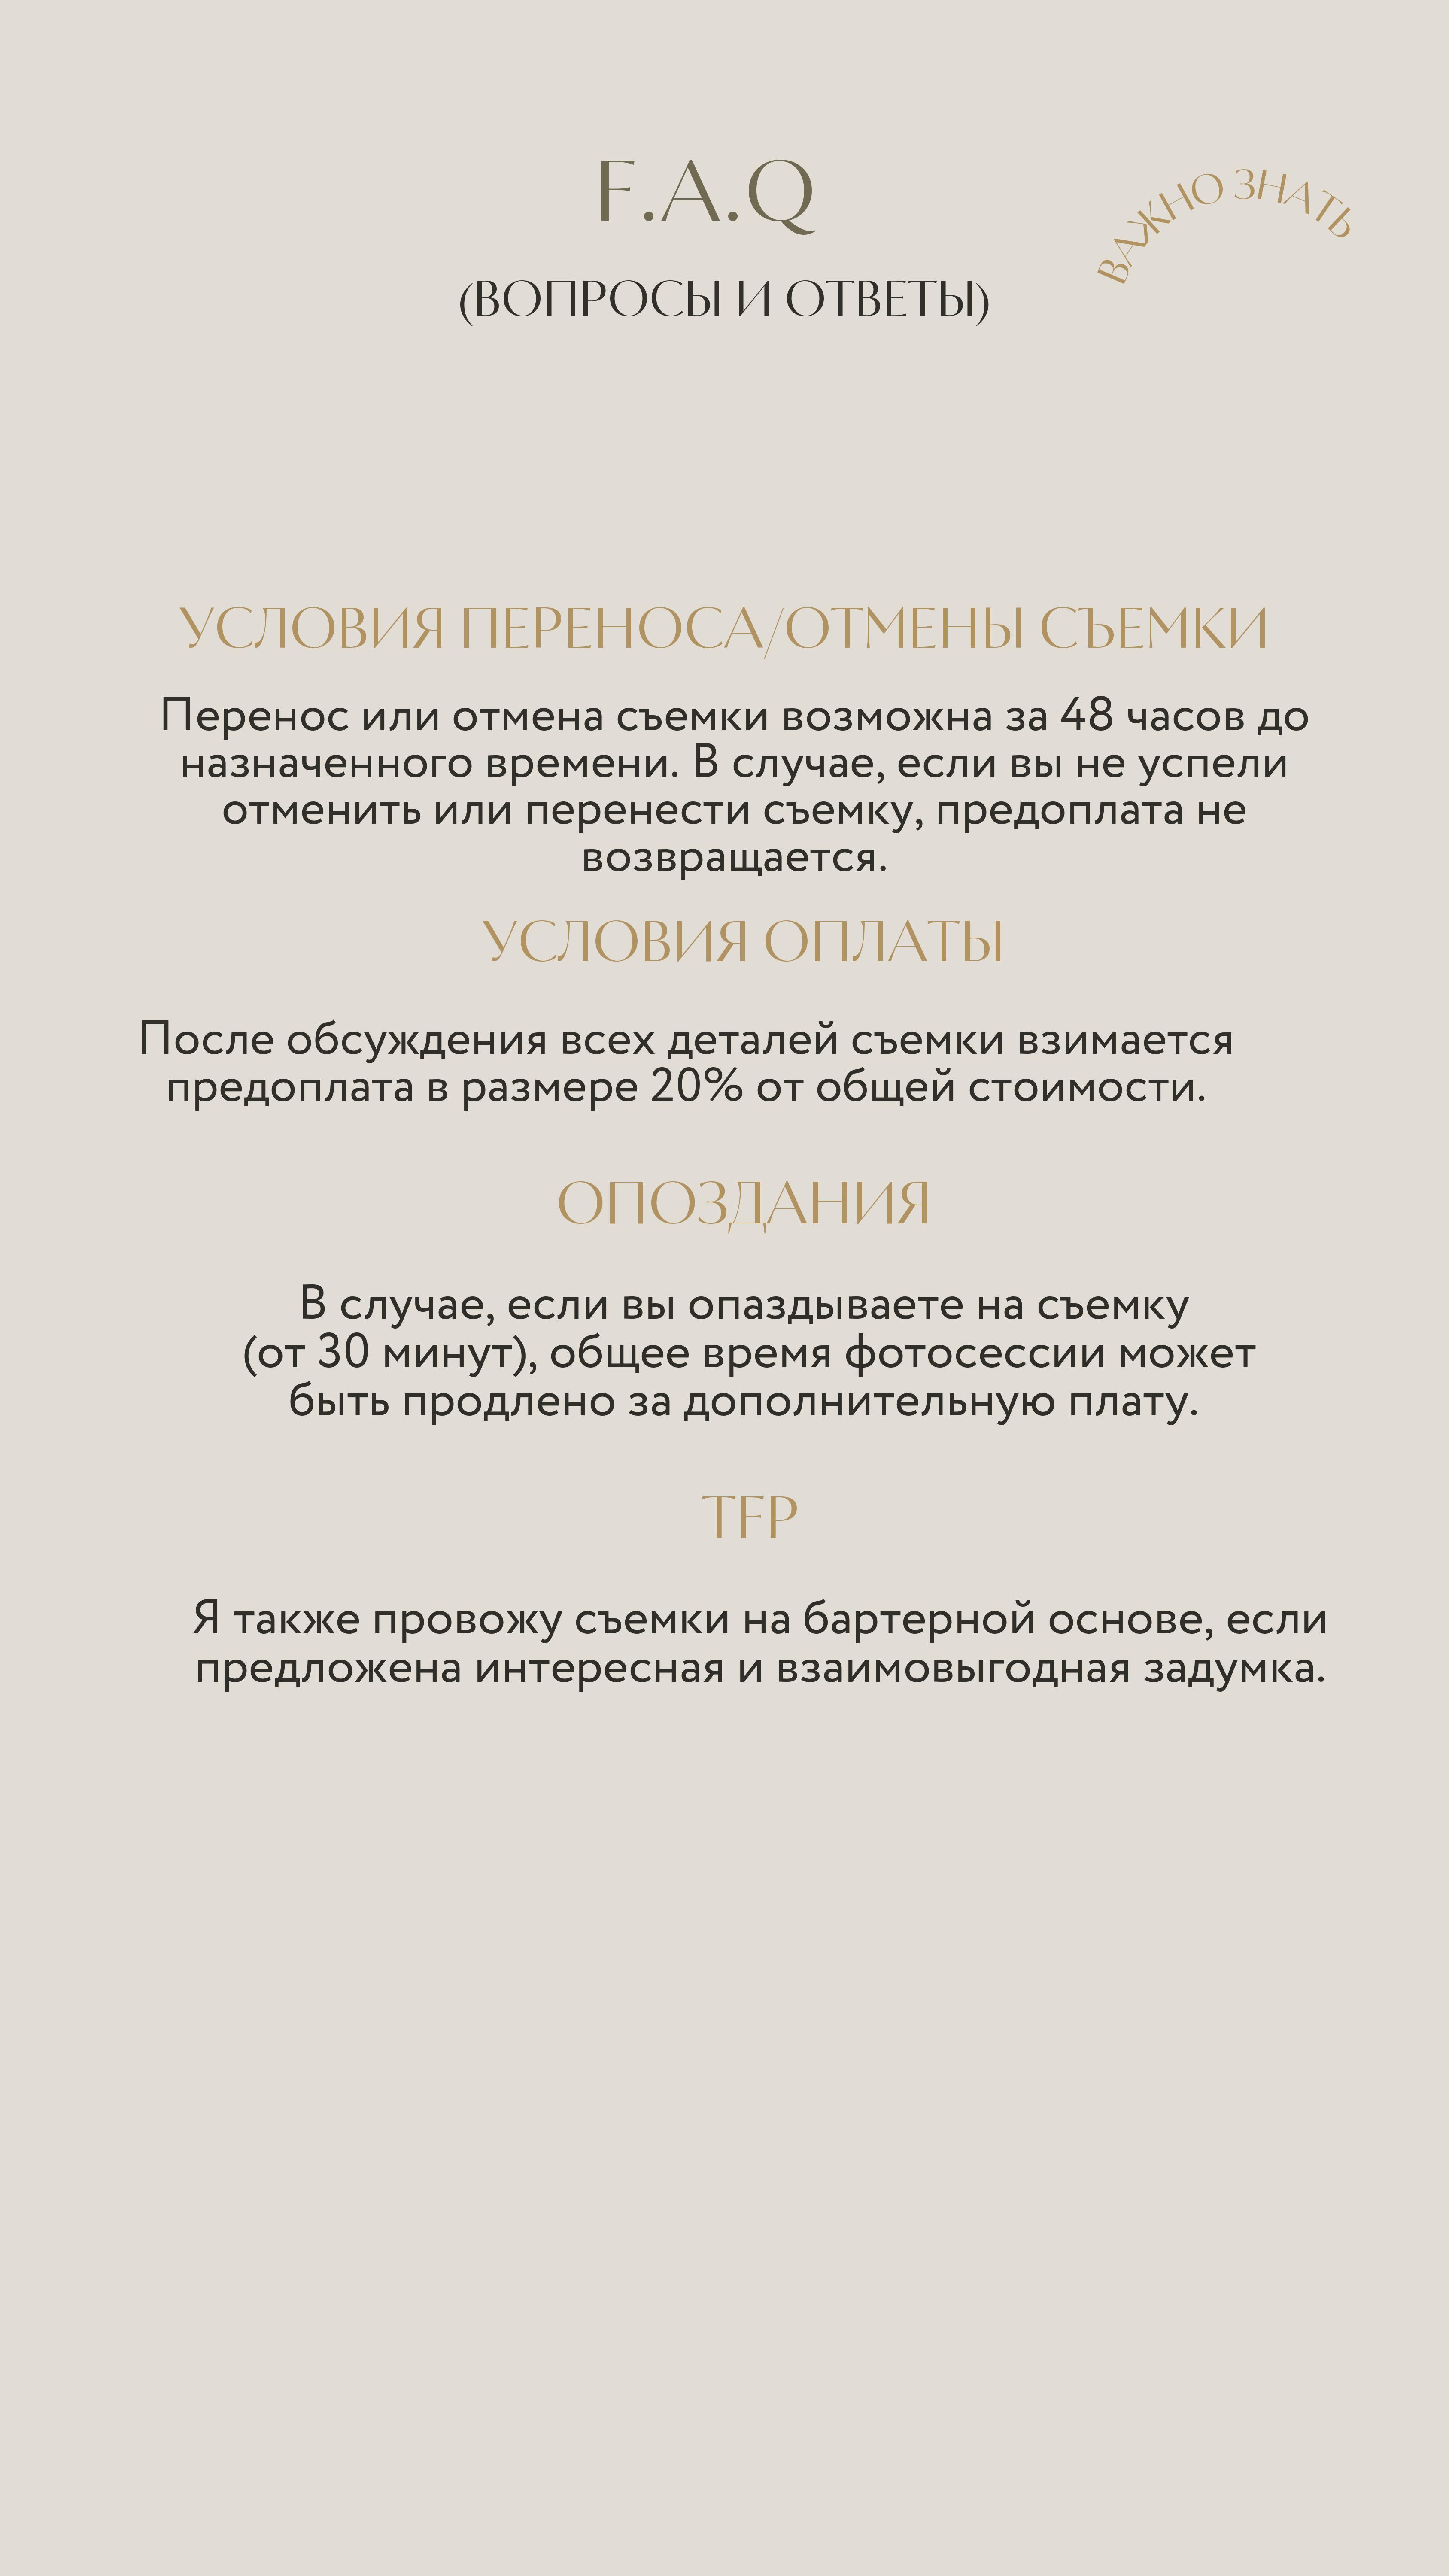 F.A.Q
ВАЖНО ЗНАТЬ
(ВОПРОСЫ И ОТВЕТЫ)
УСЛОВИЯ ПЕРЕНОСА/ОТМЕНЫ СЪЕМКИ
Перенос или отмена съемки возможна за 48 часов до
назначенного времени. В случае, если вы не успели
отменить или перенести съемку, предоплата не
возвращается.
УСЛОВИЯ ОПЛАТЫ
После обсуждения всех деталей съемки взимается
предоплата в размере 20% от общей стоимости.
ОПОЗДАНИЯ
В случае, если вы опаздываете на съемку
(от 30 минут), общее время фотосессии может
быть продлено за дополнительную плату.
TFP
Я также провожу съемки на бартерной основе, если
предложена интересная и взаимовыгодная задумка.